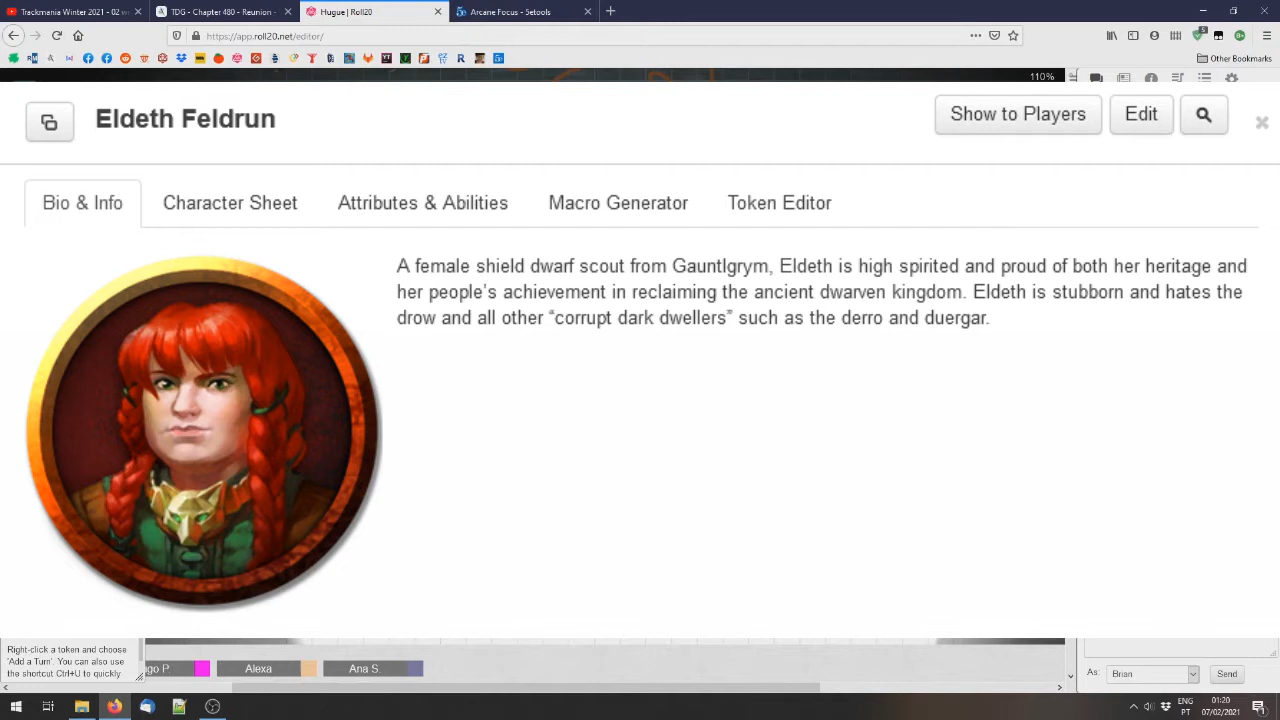 Trackmania Winter 2021 - 02 w
TDG - Chapter 480 - Reunion -
Hugue | Roll20
Arcane Focus - 5etools
https://app.roll20.net/editor/
Other Bookmarks
110%
Eldeth Feldrun
Show to Players
Edit
Bio & Info
Character Sheet
Attributes & Abilities
Macro Generator
Token Editor
A female shield dwarf scout from Gauntlgrym, Eldeth is high spirited and proud of both her heritage and
her people’s achievement in reclaiming the ancient dwarven kingdom. Eldeth is stubborn and hates the
drow and all other “corrupt dark dwellers” such as the derro and duergar.
Right-click a token and choose
'Add a Turn'. You can also use
the shortcut Ctrl+U to quickly
go P.
Alexa
Ana S.
As:
Brian
Send
ENG
PT
01:20
07/02/2021